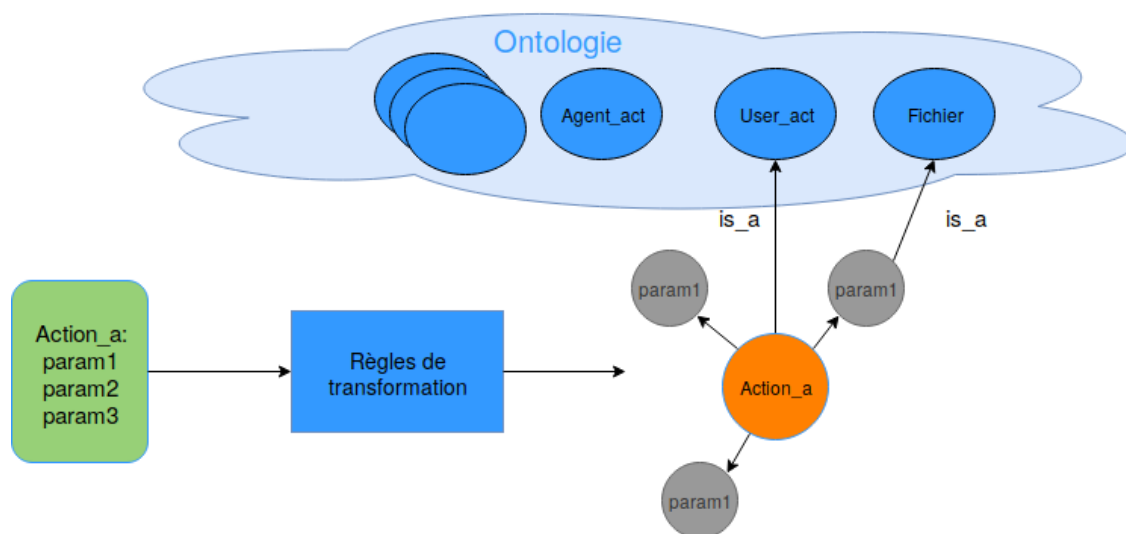 Ontologie
Agent_act
User_act
Fichier
is_a
is_a
param1
param1
Action_a:
param1
param2
param3
Règles de
transformation
Action_a
param1